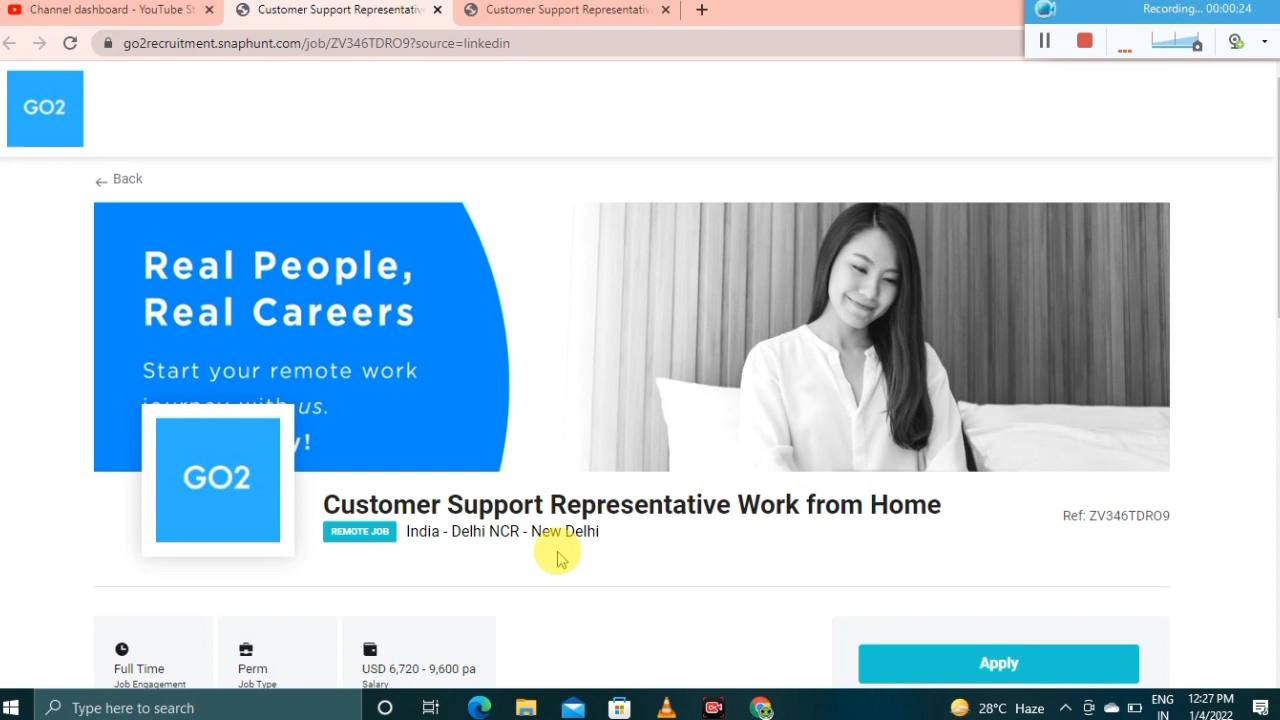 Channel dashboard - YouTube St
Customer Support Representativ
Customer Support Representativ
Recording... 00:00:24
go2recruitment.snaphunt.com/job/ZV346TDRO9?source=linkedin
GO2
Back
Real People,
Real Careers
Start your remote work
journey with us.
y!
GO2
Customer Support Representative Work from Home
REMOTE JOB India - Delhi NCR - New Delhi
Ref: ZV346TDRO9
Full Time
Job Engagement
Perm
Job Type
USD 6,720 - 9,600 pa
Salary
Apply
Type here to search
28°C Haze
ENG
IN
12:27 PM
1/4/2022